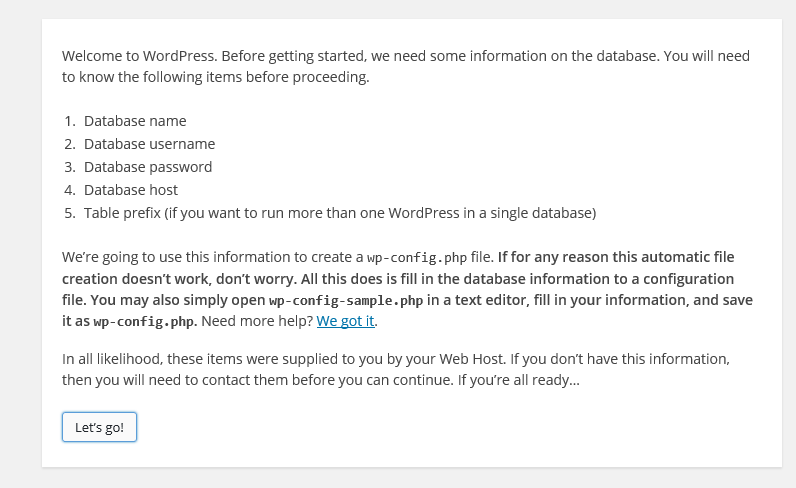 Welcome to WordPress. Before getting started, we need some information on the database. You will need
to know the following items before proceeding.
1. Database name
2. Database username
3. Database password
4. Database host
5. Table prefix (if you want to run more than one WordPress in a single database)
We’re going to use this information to create a wp-config.php file. If for any reason this automatic file
creation doesn’t work, don’t worry. All this does is fill in the database information to a configuration
file. You may also simply open wp-config-sample.php in a text editor, fill in your information, and save
it as wp-config.php. Need more help? We got it.
In all likelihood, these items were supplied to you by your Web Host. If you don’t have this information,
then you will need to contact them before you can continue. If you’re all ready…
Let’s go!